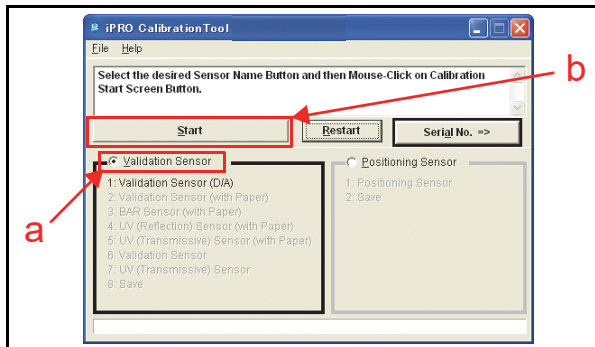 iPRO CalibrationTool
File Help
Select the desired Sensor Name Button and then Mouse-Click on Calibration
Start Screen Button.
b
Start Restart Serial No. =>
Validation Sensor
1: Validation Sensor (D/A)
2: Validation Sensor (with Paper)
3: BAR Sensor (with Paper)
4: UV (Reflection) Sensor (with Paper)
5: UV (Transmissive) Sensor (with Paper)
6: Validation Sensor
7: UV (Transmissive) Sensor
8: Save
Positioning Sensor
1: Positioning Sensor
2: Save
a